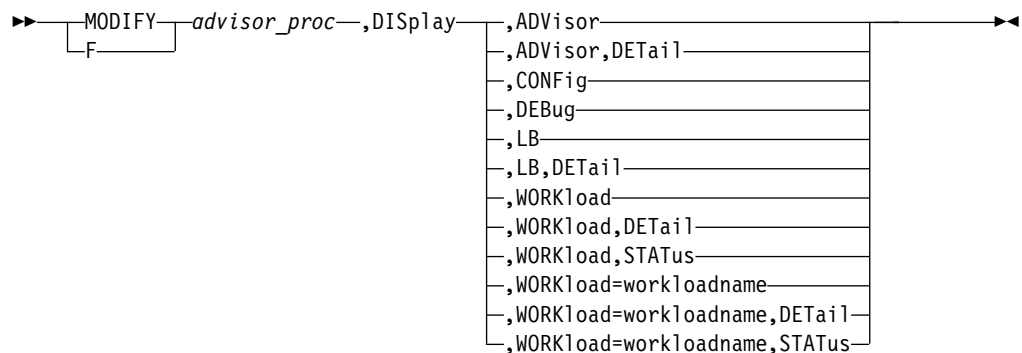 MODIFY advisor_proc ,DISplay ,ADVisor
F ,ADVisor,DETail
,CONFig
,DEBug
,LB
,LB,DETail
,WORKload
,WORKload,DETail
,WORKload,STATus
,WORKload=workloadname
,WORKload=workloadname,DETail
,WORKload=workloadname,STATus